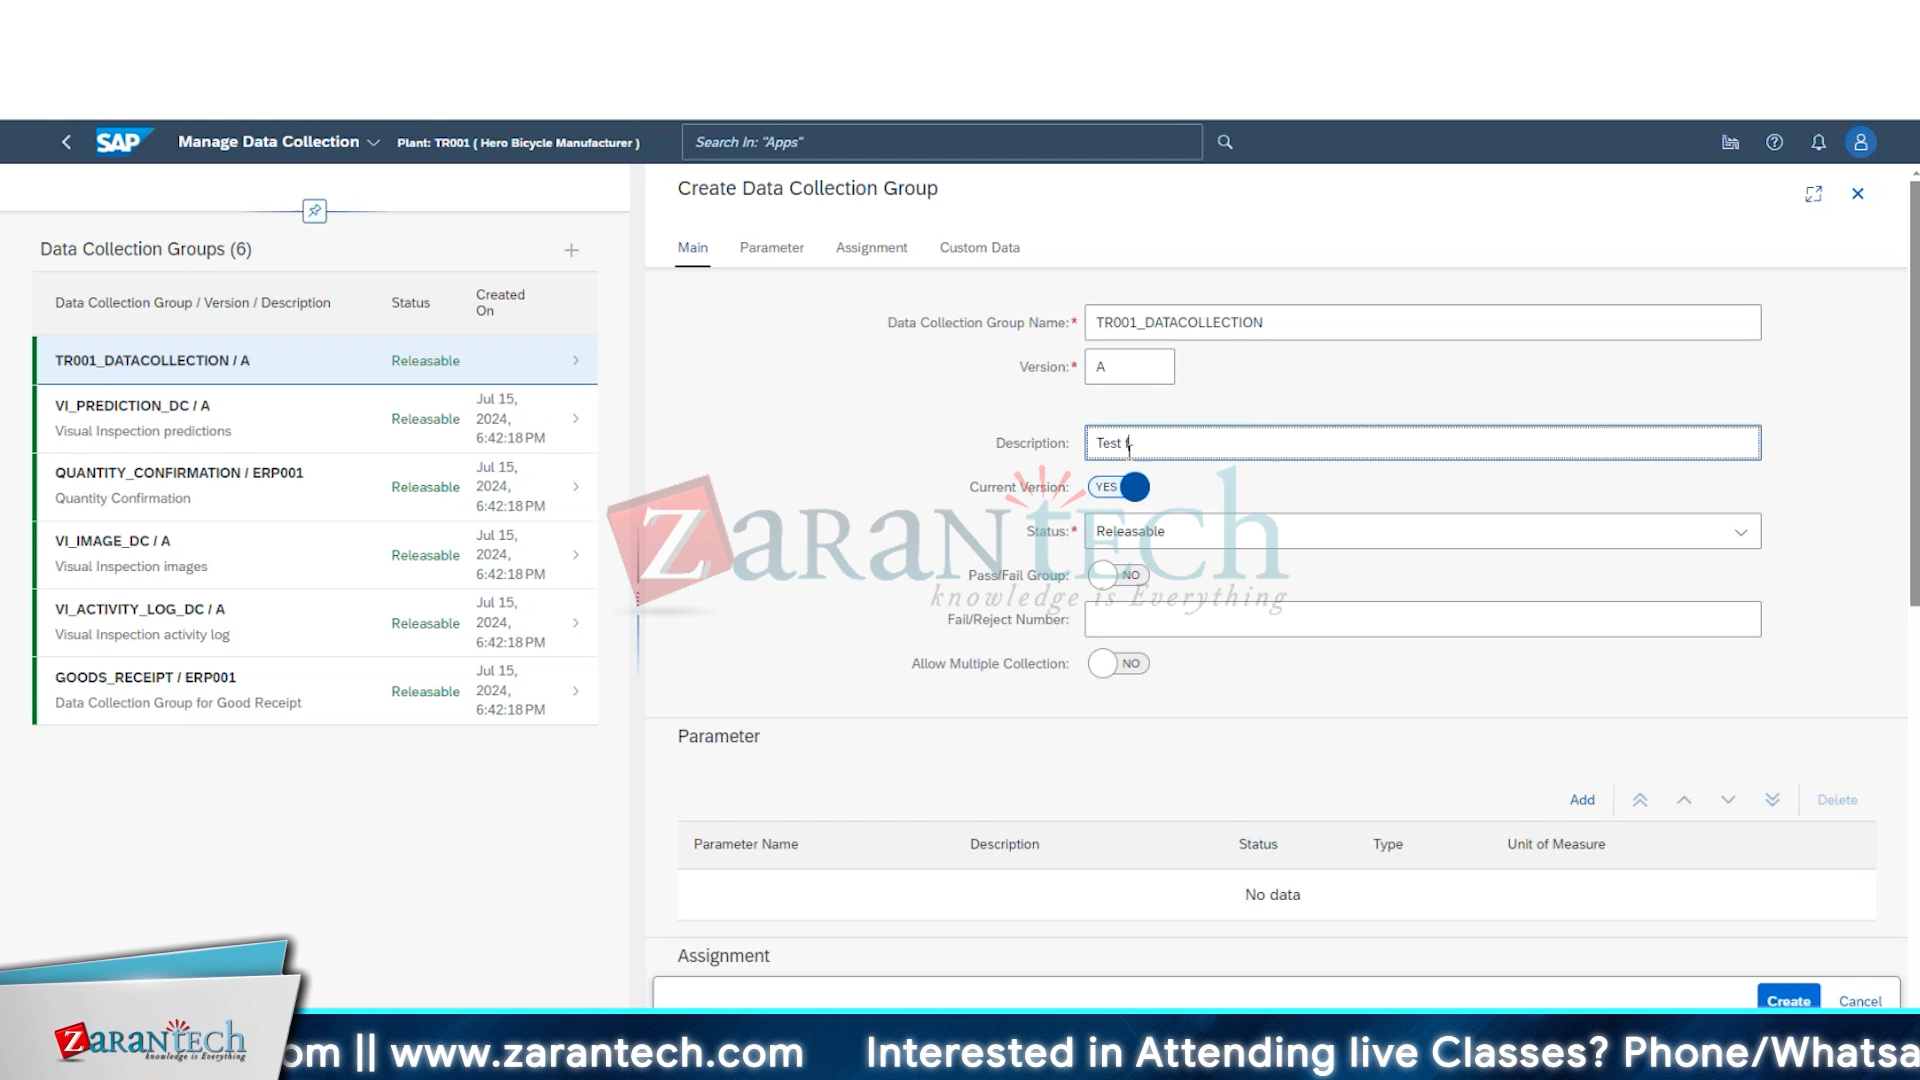 SAP
Manage Data Collection
Plant: TR001 ( Hero Bicycle Manufacturer )
Search In: "Apps"
Data Collection Groups (6)
Data Collection Group / Version / Description
Status
Created On
TR001_DATACOLLECTION / A
Releasable
VI_PREDICTION_DC / A
Visual Inspection predictions
Releasable
Jul 15, 2024, 6:42:18 PM
QUANTITY_CONFIRMATION / ERP001
Quantity Confirmation
Releasable
Jul 15, 2024, 6:42:18 PM
VI_IMAGE_DC / A
Visual Inspection images
Releasable
Jul 15, 2024, 6:42:18 PM
VI_ACTIVITY_LOG_DC / A
Visual Inspection activity log
Releasable
Jul 15, 2024, 6:42:18 PM
GOODS_RECEIPT / ERP001
Data Collection Group for Good Receipt
Releasable
Jul 15, 2024, 6:42:18 PM
Create Data Collection Group
Main
Parameter
Assignment
Custom Data
Data Collection Group Name:*
TR001_DATACOLLECTION
Version:*
A
Description:
Test t
Current Version:
YES
Status:*
Releasable
Pass/Fail Group:
NO
Fail/Reject Number:
Allow Multiple Collection:
NO
ZARANtech
knowledge is Everything
Parameter
Add
Delete
Parameter Name
Description
Status
Type
Unit of Measure
No data
Assignment
Create
Cancel
ZARANtech
knowledge is Everything
om || www.zarantech.com
Interested in Attending live Classes? Phone/Whatsa